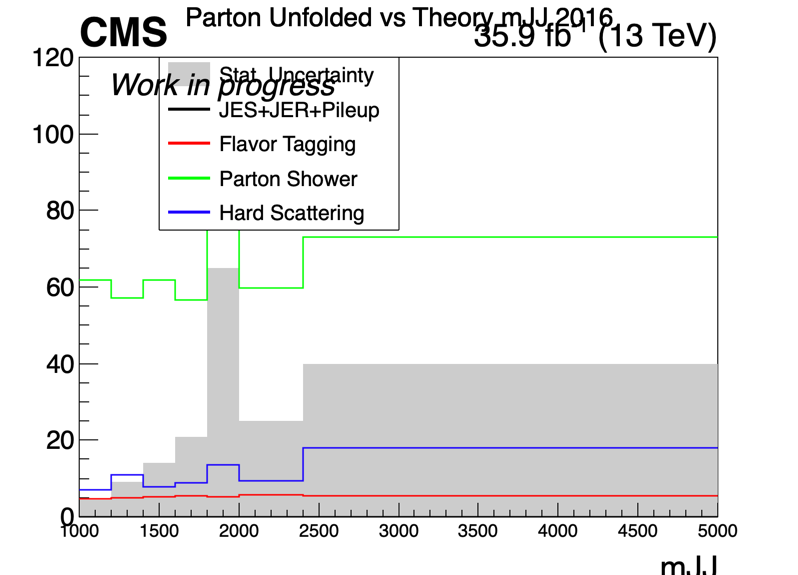 Parton Unfolded vs Theory mJJ 2016
CMS
35.9 fb⁻¹ (13 TeV)
Work in progress
Stat. Uncertainty
JES+JER+Pileup
Flavor Tagging
Parton Shower
Hard Scattering
120
100
80
60
40
20
0
1000 1500 2000 2500 3000 3500 4000 4500 5000
mJJ